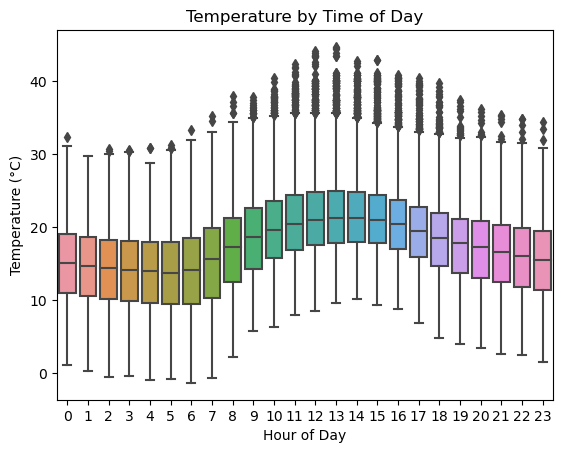 Temperature by Time of Day
Temperature (°C)
40
30
20
10
0
0 1 2 3 4 5 6 7 8 9 10 11 12 13 14 15 16 17 18 19 20 21 22 23
Hour of Day